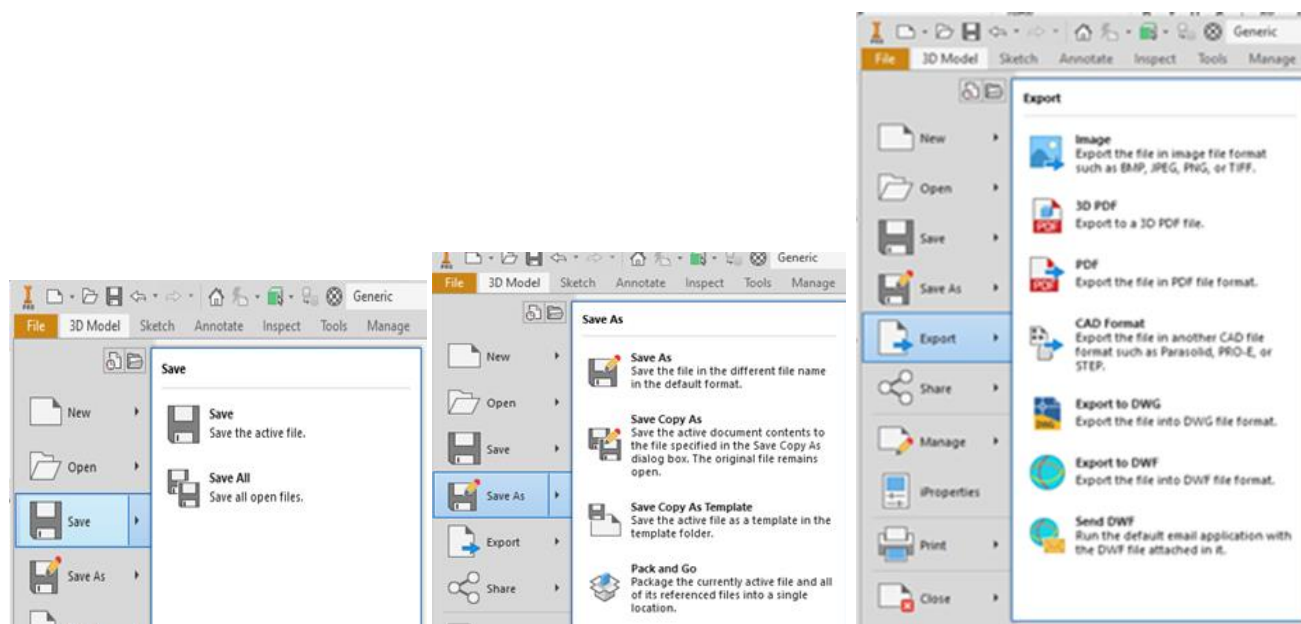 PRO
Generic
File 3D Model Sketch Annotate Inspect Tools Manage
Save
New
Open
Save
Save As
Save
Save the active file.
Save All
Save all open files.
PRO
Generic
File 3D Model Sketch Annotate Inspect Tools Manage
Save As
New
Open
Save
Save As
Export
Share
Save As
Save the file in the different file name
in the default format.
Save Copy As
Save the active document contents to
the file specified in the Save Copy As
dialog box. The original file remains
open.
Save Copy As Template
Save the active file as a template in the
template folder.
Pack and Go
Package the currently active file and all
of its referenced files into a single
location.
PRO
Generic
File 3D Model Sketch Annotate Inspect Tools Manage
Export
New
Open
Save
Save As
Export
Share
Manage
iProperties
Print
Close
Image
Export the file in image file format
such as BMP, JPEG, PNG, or TIFF.
3D PDF
Export to a 3D PDF file.
PDF
Export the file in PDF file format.
CAD Format
Export the file in another CAD file
format such as Parasolid, PRO-E, or
STEP.
Export to DWG
Export the file into DWG file format.
Export to DWF
Export the file into DWF file format.
Send DWF
Run the default email application with
the DWF file attached in it.
PDF
PDF
DWG